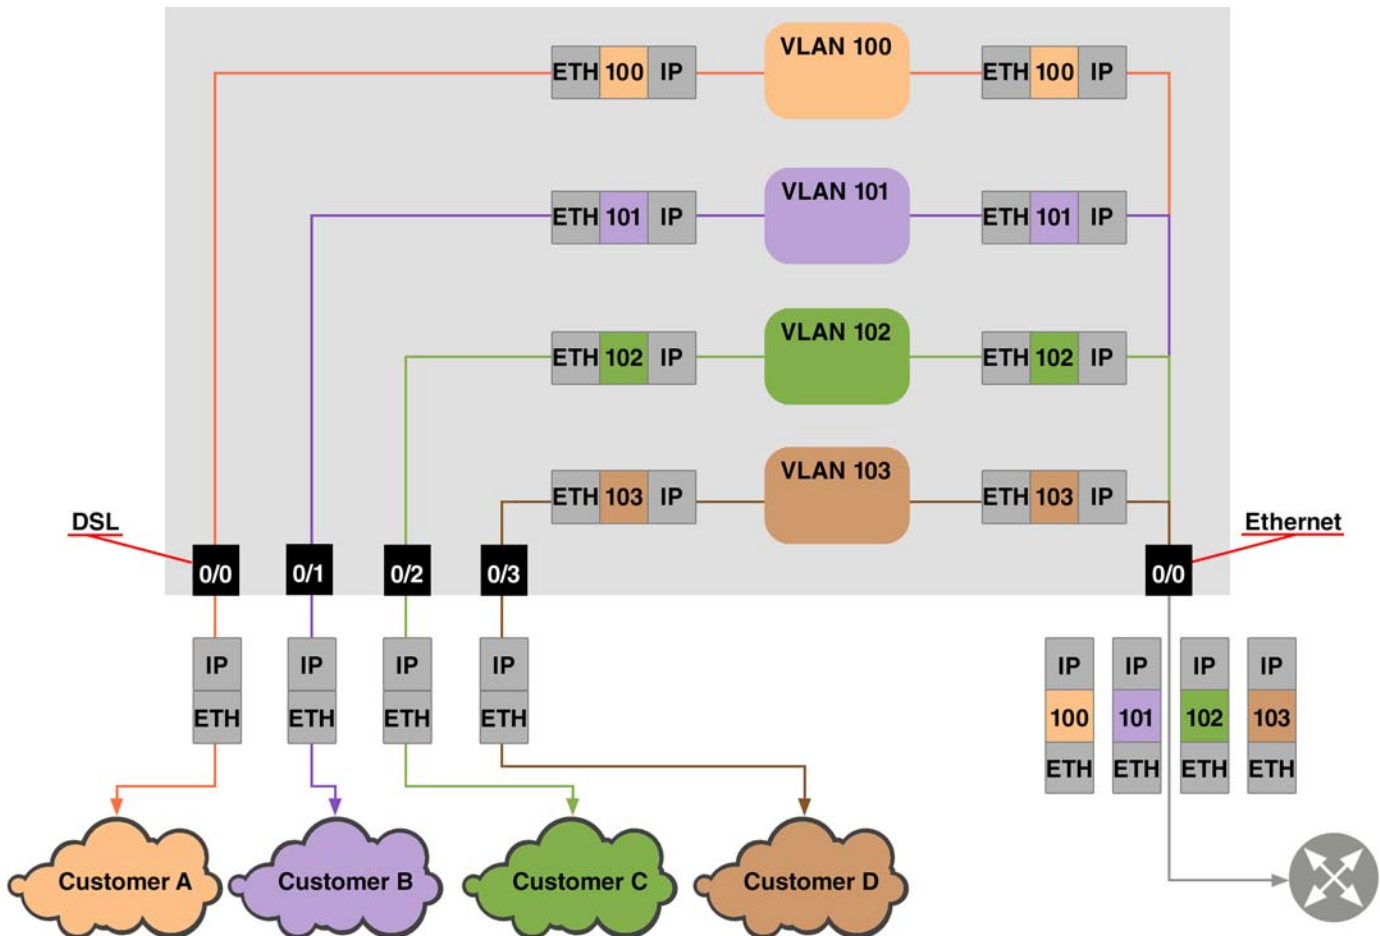 VLAN 100
ETH 100 IP
ETH 100 IP
VLAN 101
ETH 101 IP
ETH 101 IP
VLAN 102
ETH 102 IP
ETH 102 IP
VLAN 103
ETH 103 IP
ETH 103 IP
DSL
Ethernet
0/0
0/1
0/2
0/3
0/0
IP
ETH
IP
ETH
IP
ETH
IP
ETH
IP
100
ETH
IP
101
ETH
IP
102
ETH
IP
103
ETH
Customer A
Customer B
Customer C
Customer D